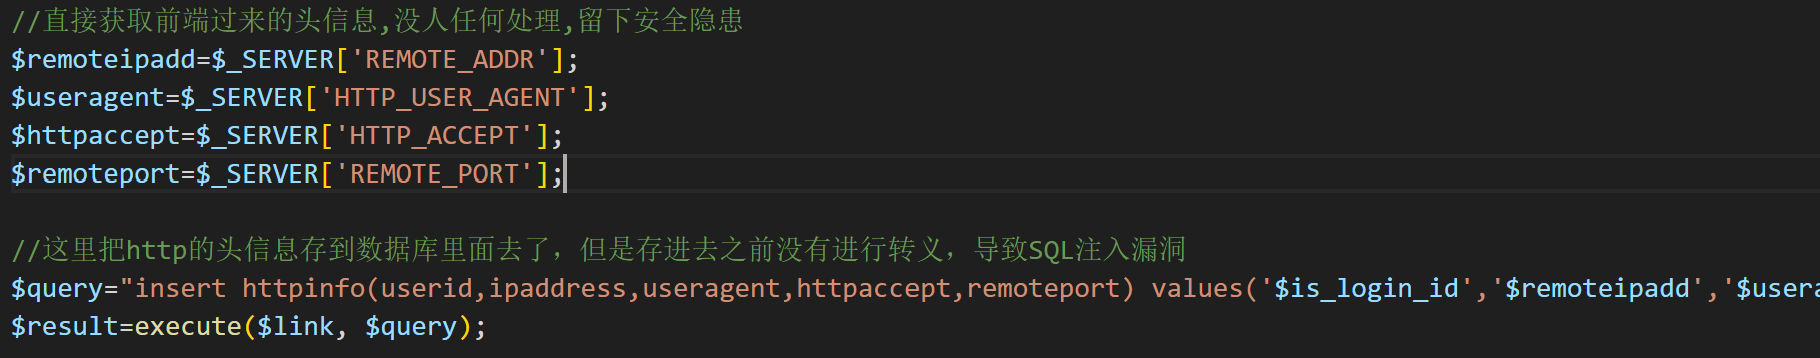 //直接获取前端过来的头信息,没人任何处理,留下安全隐患
$remoteipadd=$_SERVER['REMOTE_ADDR'];
$useragent=$_SERVER['HTTP_USER_AGENT'];
$httpaccept=$_SERVER['HTTP_ACCEPT'];
$remoteport=$_SERVER['REMOTE_PORT'];
//这里把http的头信息存到数据库里面去了，但是存进去之前没有进行转义，导致SQL注入漏洞
$query="insert httpinfo(userid,ipaddress,useragent,httpaccept,remoteport) values('$is_login_id','$remoteipadd','$usera
$result=execute($link, $query);